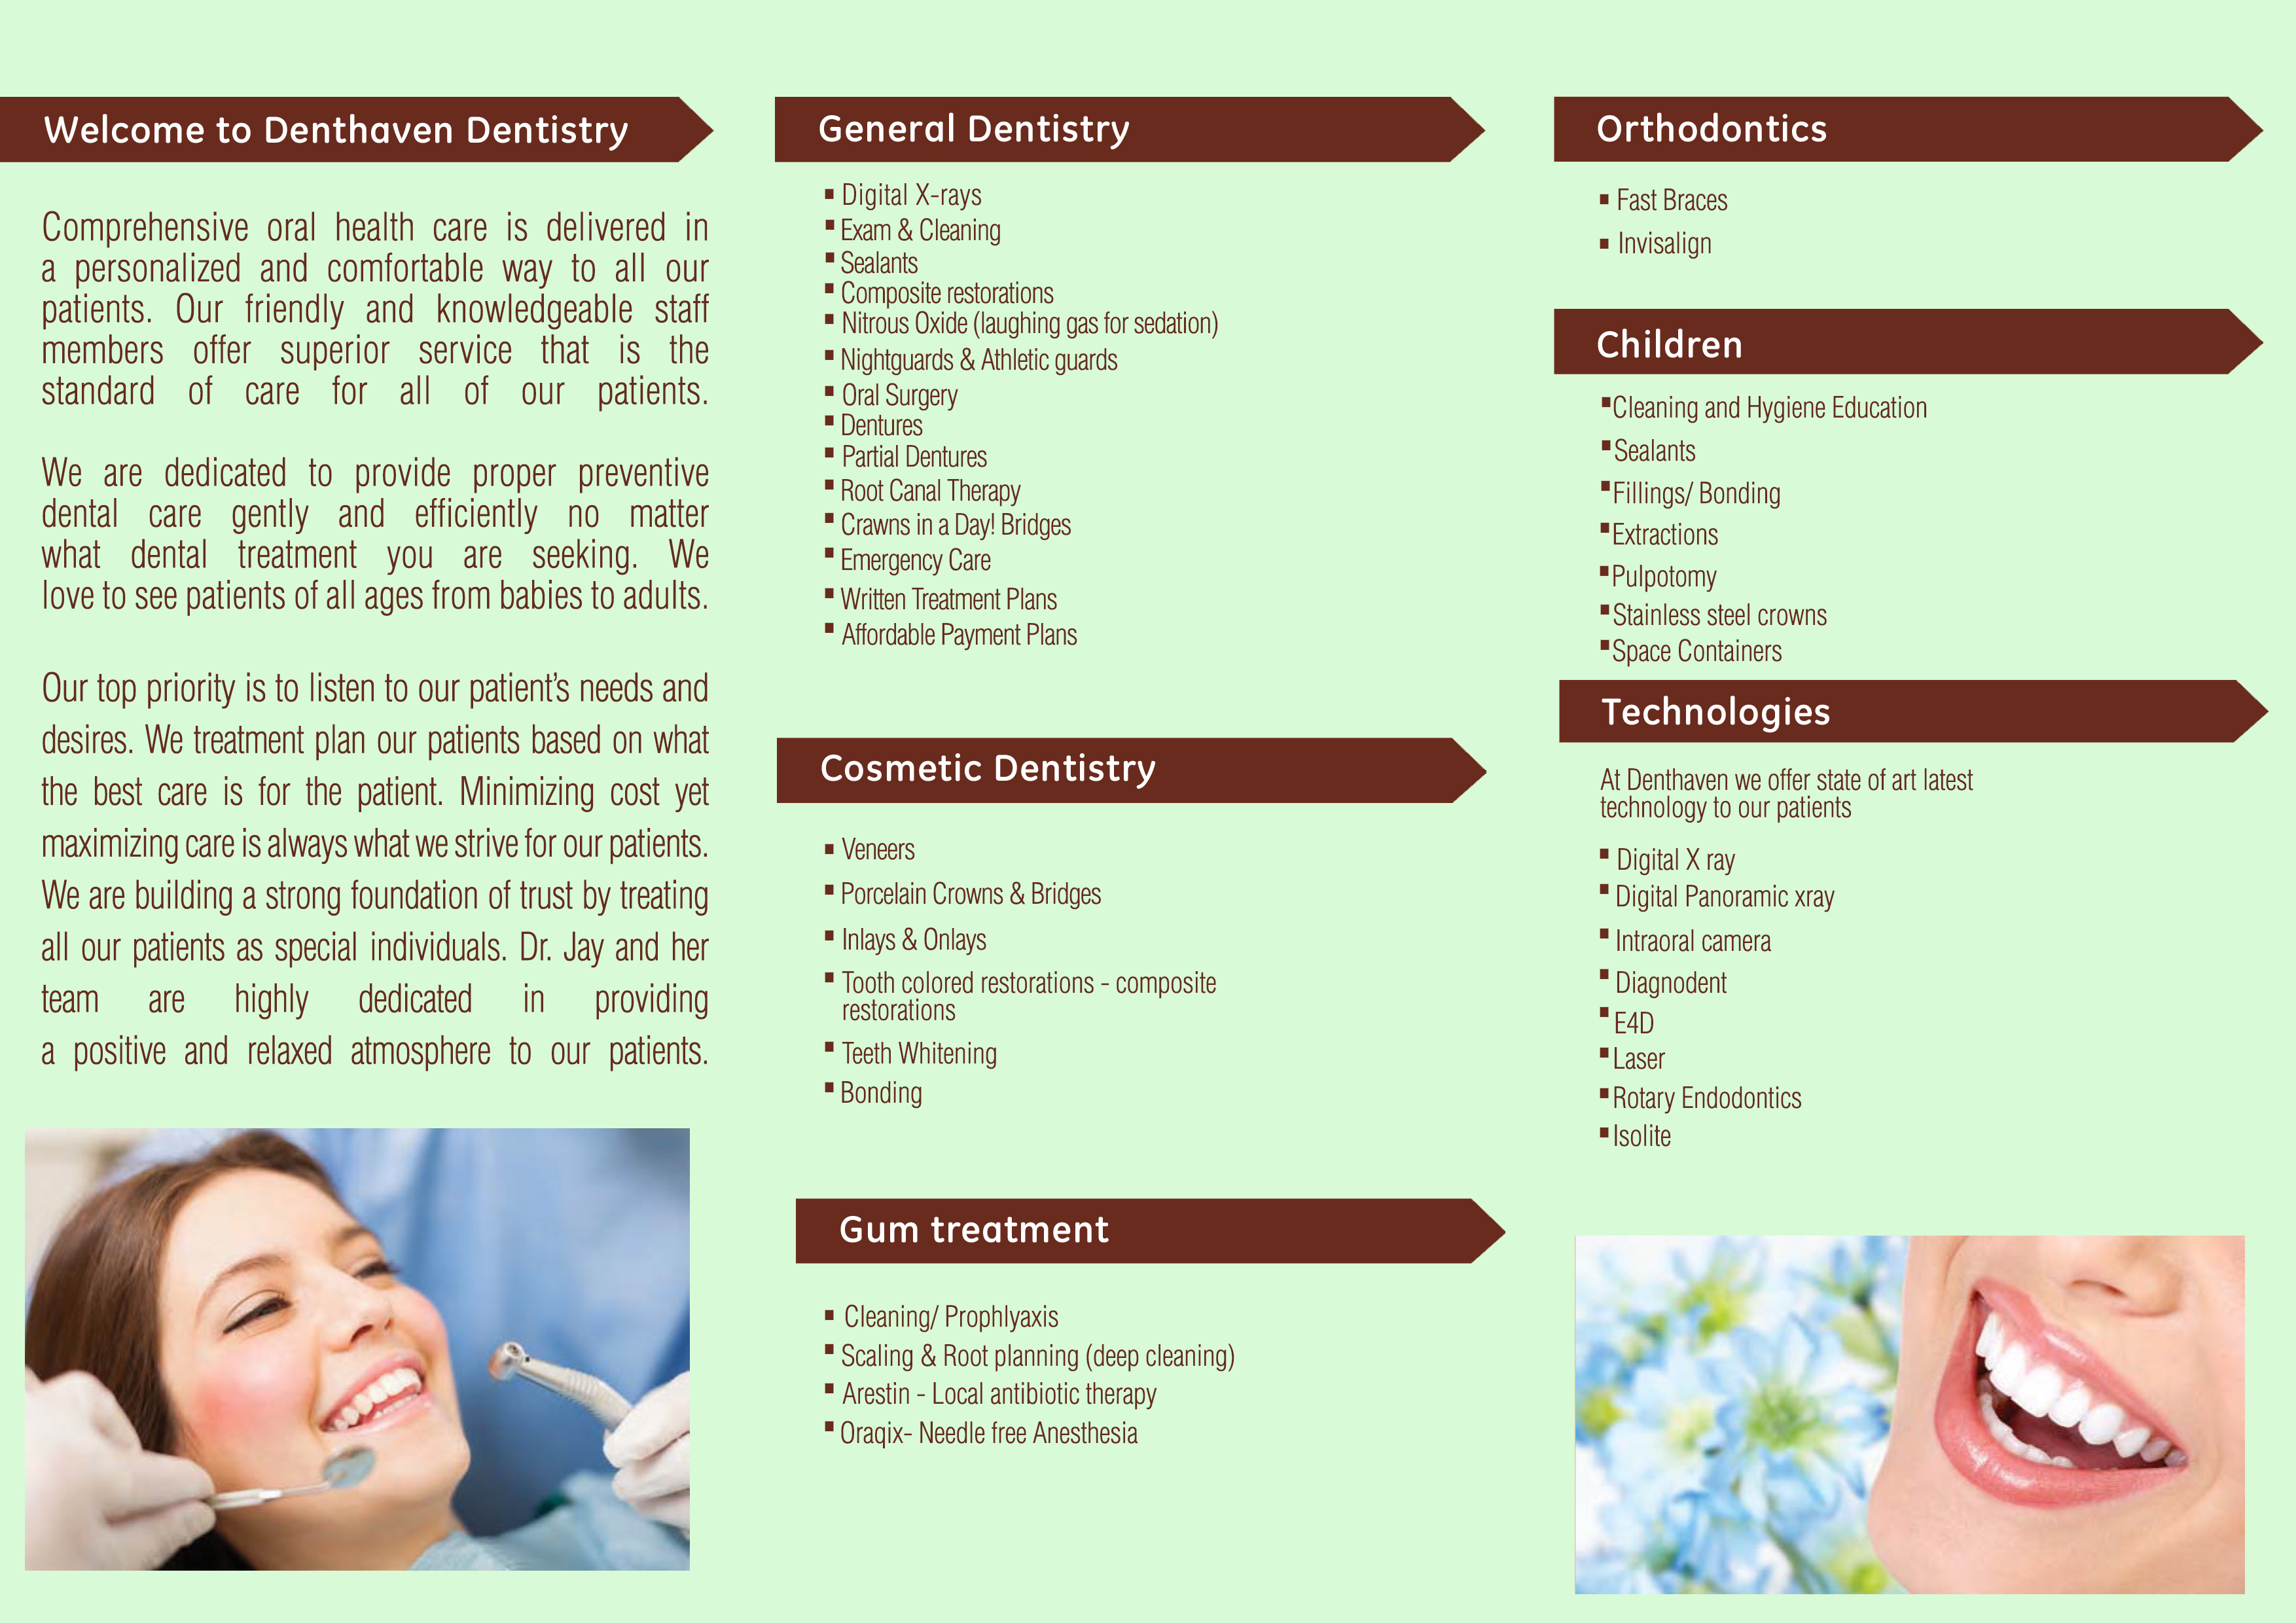 Welcome to Denthaven Dentistry
Comprehensive oral health care is delivered in
a personalized and comfortable way to all our
patients. Our friendly and knowledgeable staff
members offer superior service that is the
standard of care for all of our patients.
We are dedicated to provide proper preventive
dental care gently and efficiently no matter
what dental treatment you are seeking. We
love to see patients of all ages from babies to adults.
Our top priority is to listen to our patient's needs and
desires. We treatment plan our patients based on what
the best care is for the patient. Minimizing cost yet
maximizing care is always what we strive for our patients.
We are building a strong foundation of trust by treating
all our patients as special individuals. Dr. Jay and her
team are highly dedicated in providing
a positive and relaxed atmosphere to our patients.
General Dentistry
▪ Digital X-rays
▪ Exam & Cleaning
▪ Sealants
▪ Composite restorations
▪ Nitrous Oxide (laughing gas for sedation)
▪ Nightguards & Athletic guards
▪ Oral Surgery
▪ Dentures
▪ Partial Dentures
▪ Root Canal Therapy
▪ Crawns in a Day! Bridges
▪ Emergency Care
▪ Written Treatment Plans
▪ Affordable Payment Plans
Cosmetic Dentistry
▪ Veneers
▪ Porcelain Crowns & Bridges
▪ Inlays & Onlays
▪ Tooth colored restorations - composite
restorations
▪ Teeth Whitening
▪ Bonding
Gum treatment
▪ Cleaning/ Prophlyaxis
▪ Scaling & Root planning (deep cleaning)
▪ Arestin - Local antibiotic therapy
▪ Oraqix- Needle free Anesthesia
Orthodontics
▪ Fast Braces
▪ Invisalign
Children
▪Cleaning and Hygiene Education
▪Sealants
▪Fillings/ Bonding
▪Extractions
▪Pulpotomy
▪Stainless steel crowns
▪Space Containers
Technologies
At Denthaven we offer state of art latest
technology to our patients
▪ Digital X ray
▪ Digital Panoramic xray
▪ Intraoral camera
▪ Diagnodent
▪ E4D
▪Laser
▪Rotary Endodontics
▪Isolite